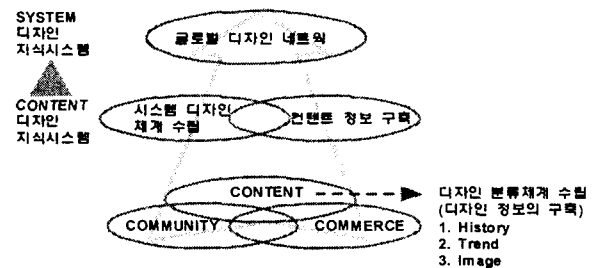 SYSTEM
디자인
지식시스템
글로벌 디자인 네트웍
CONTENT
디자인
지식시스템
시스템 디자인
체계 수립
컨텐트 정보 구축
CONTENT
디자인 분류체계 수립
(디자인 정보의 구축)
COMMUNITY
COMMERCE
1. History
2. Trend
3. Image